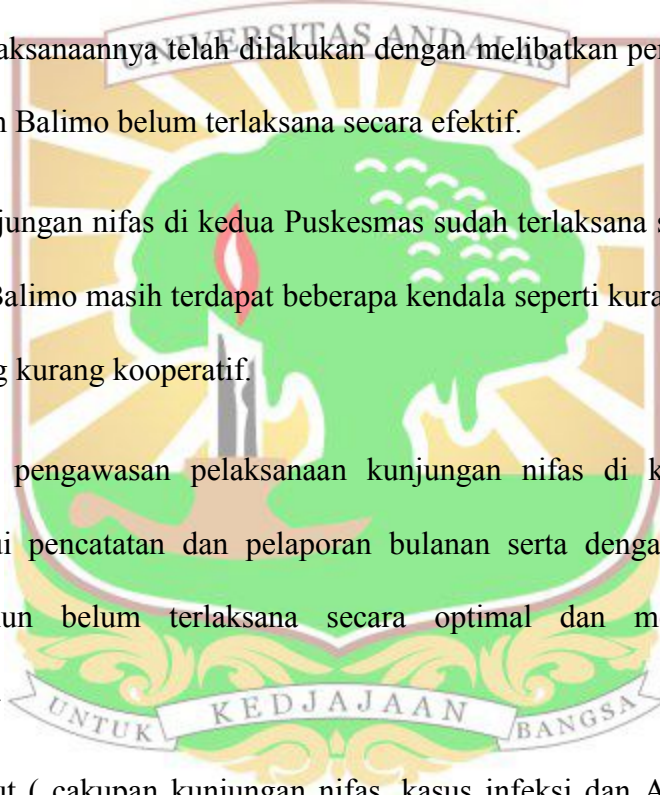 UNIVERSITAS ANDALAS
aksanaannya telah dilakukan dengan melibatkan per
Balimo belum terlaksana secara efektif.
jungan nifas di kedua Puskesmas sudah terlaksana s
Balimo masih terdapat beberapa kendala seperti kura
kurang kooperatif.
pengawasan pelaksanaan kunjungan nifas di k
pencatatan dan pelaporan bulanan serta denga
belum terlaksana secara optimal dan m
UNTUK KEDJAJAAN BANGSA
ut ( cakupan kunjungan nifas, kasus infeksi dan A